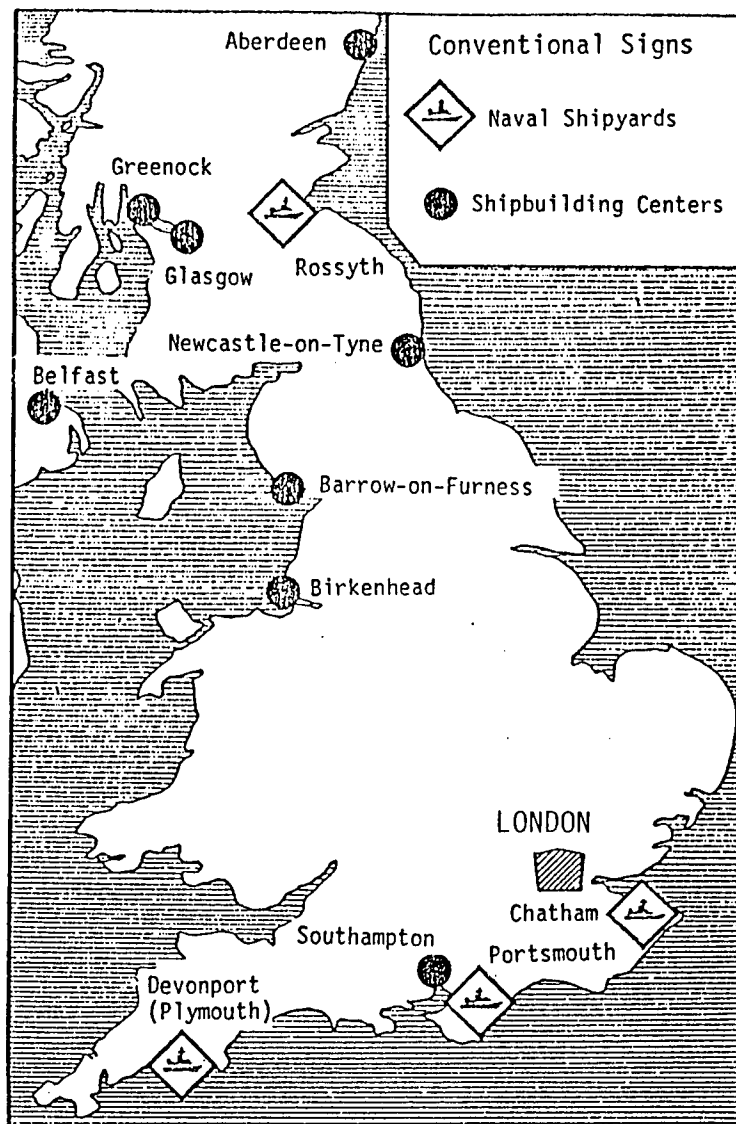 Aberdeen
Conventional Signs
Naval Shipyards
Greenock
Shipbuilding Centers
Glasgow
Rossyth
Newcastle-on-Tyne
Belfast
Barrow-on-Furness
Birkenhead
LONDON
Chatham
Southampton
Portsmouth
Devonport
(Plymouth)